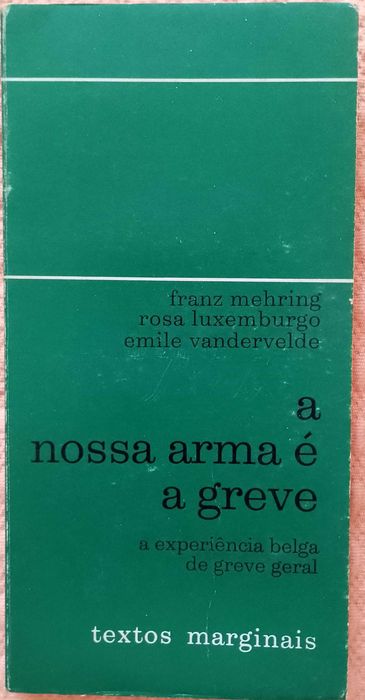 franz mehring
rosa luxemburgo
emile vandervelde
a
nossa arma é
a greve
a experiência belga
de greve geral
textos marginais